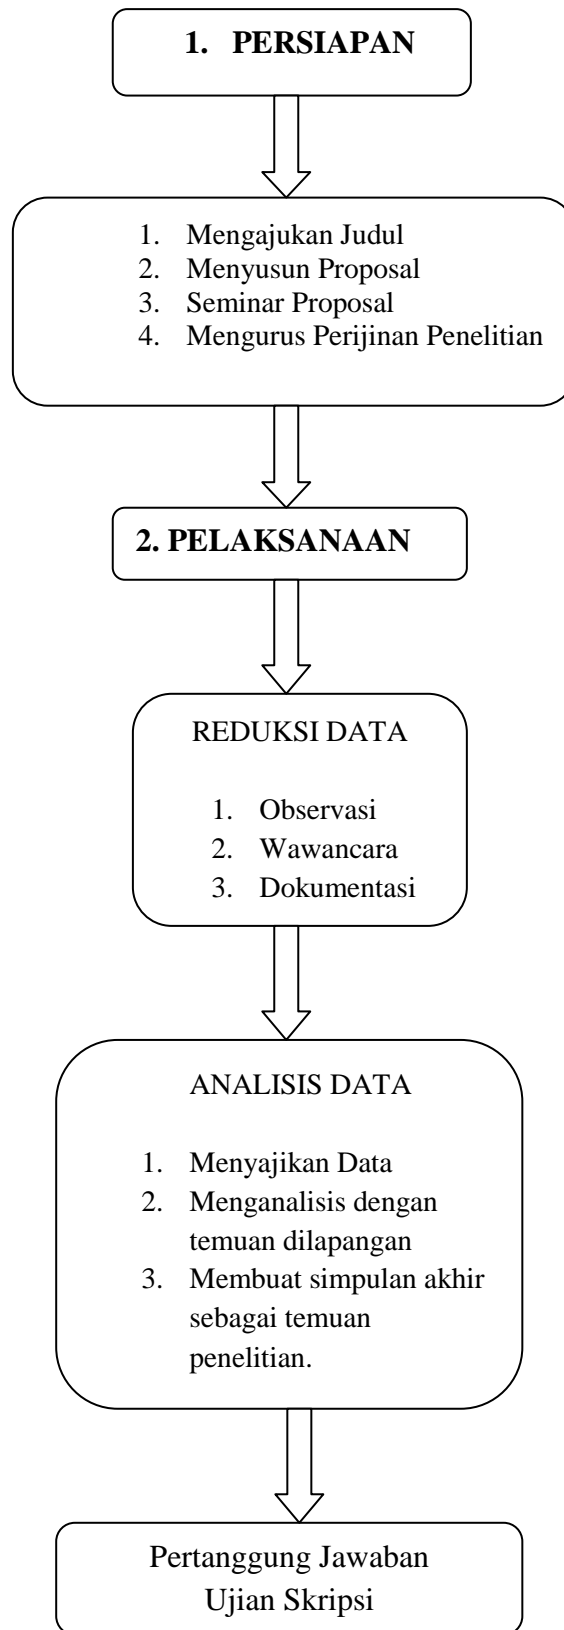 1. PERSIAPAN
1. Mengajukan Judul
2. Menyusun Proposal
3. Seminar Proposal
4. Mengurus Perijinan Penelitian
2. PELAKSANAAN
REDUKSI DATA
1. Observasi
2. Wawancara
3. Dokumentasi
ANALISIS DATA
1. Menyajikan Data
2. Menganalisis dengan
temuan dilapangan
3. Membuat simpulan akhir
sebagai temuan
penelitian.
Pertanggung Jawaban
Ujian Skripsi